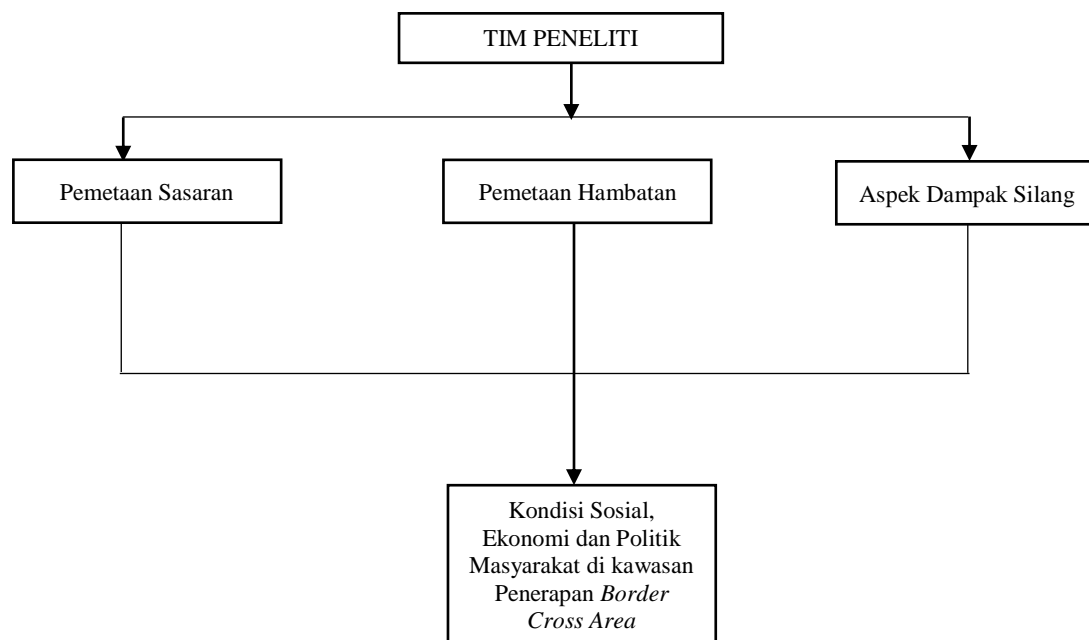 TIM PENELITI
Pemetaan Sasaran
Pemetaan Hambatan
Aspek Dampak Silang
Kondisi Sosial,
Ekonomi dan Politik
Masyarakat di kawasan
Penerapan Border
Cross Area